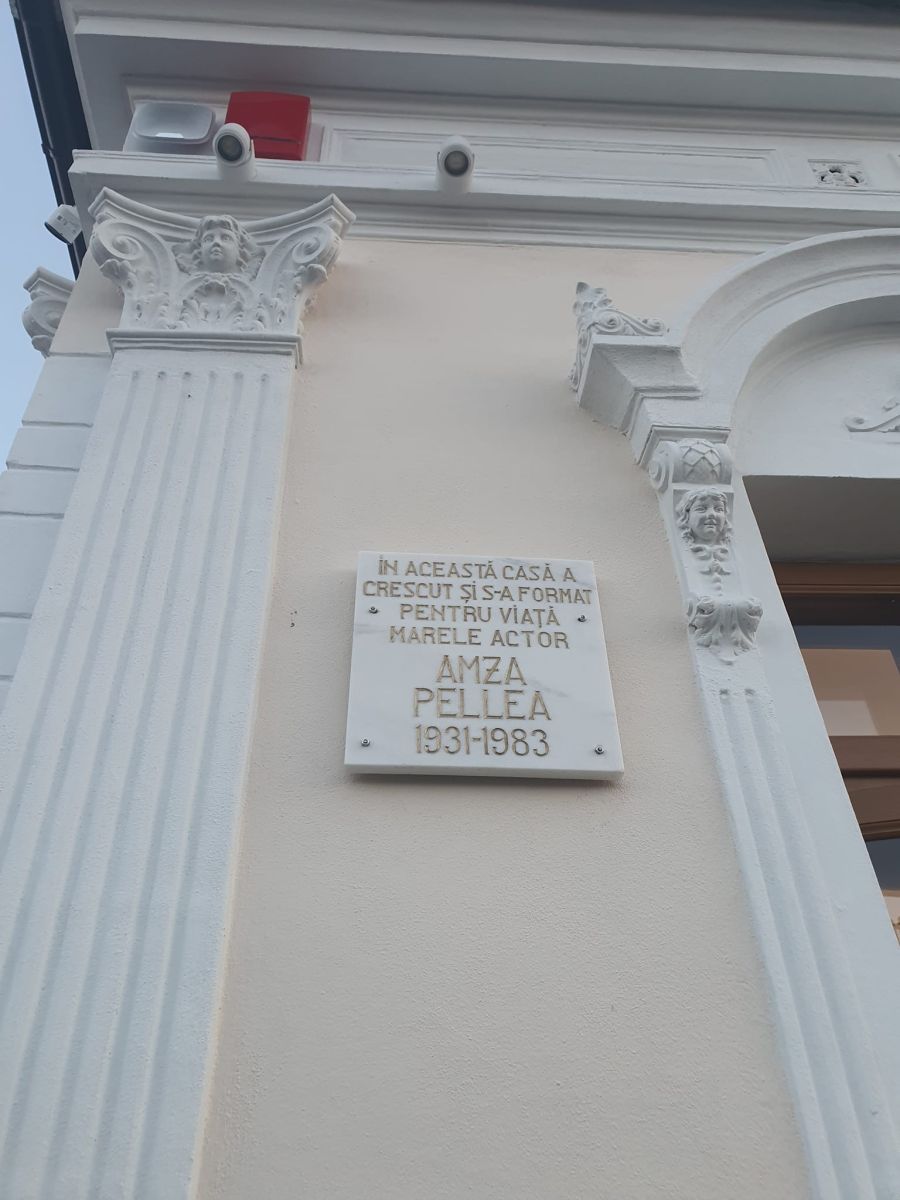 ÎN ACEASTĂ CASĂ A
CRESCUT ȘI S-A FORMAT
PENTRU VIAȚĂ
MARELE ACTOR
AMZA
PELLEA
1931-1983